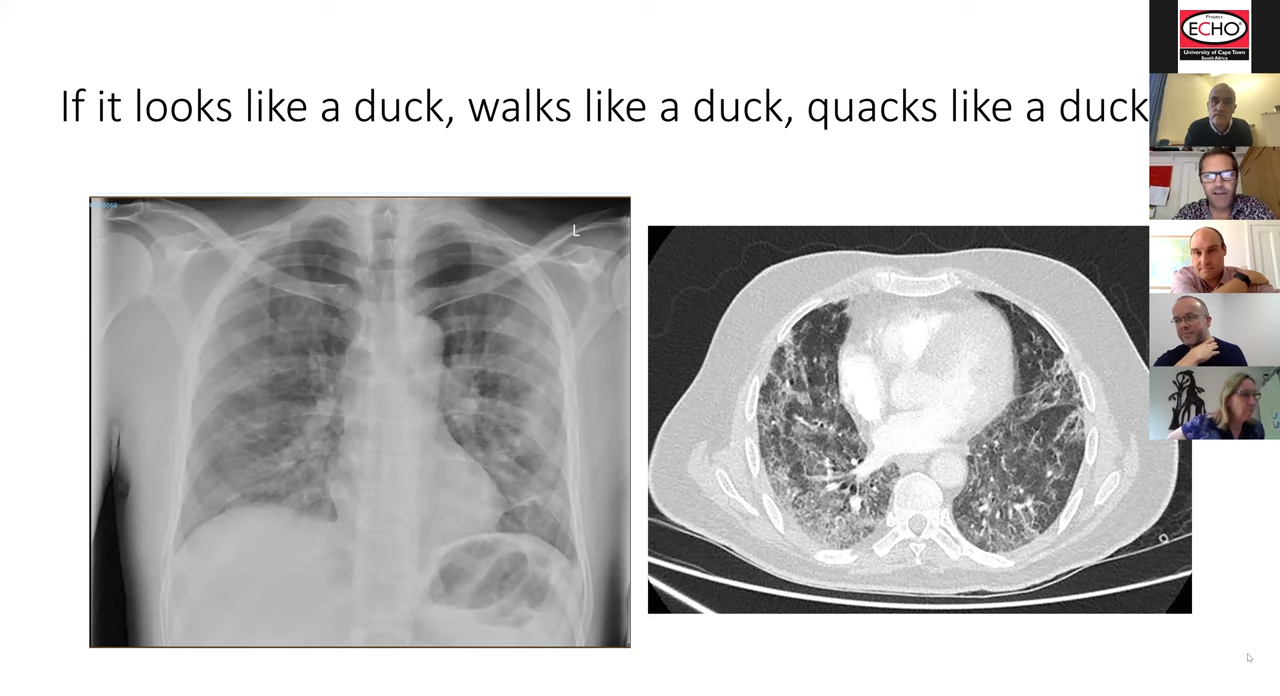 Project
ECHO
University of Cape Town
South Africa
If it looks like a duck, walks like a duck, quacks like a duck
L